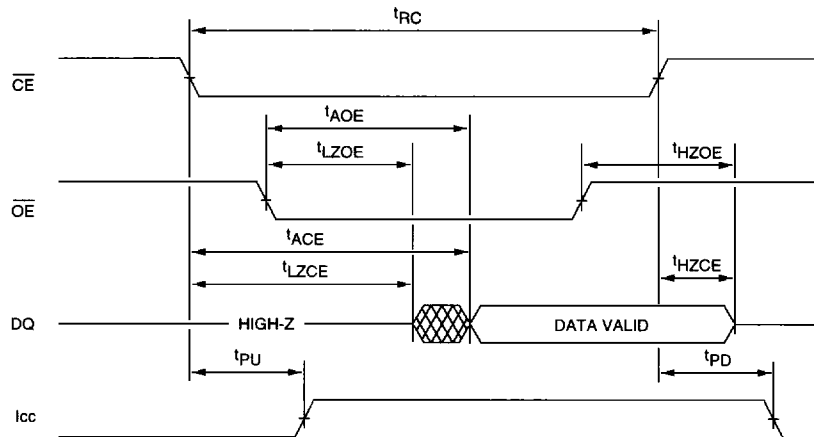 tRC
CE
tAOE
tLZOE
tHZOE
OE
tACE
tLZCE
tHZCE
DQ
HIGH-Z
DATA VALID
tPU
tPD
Icc